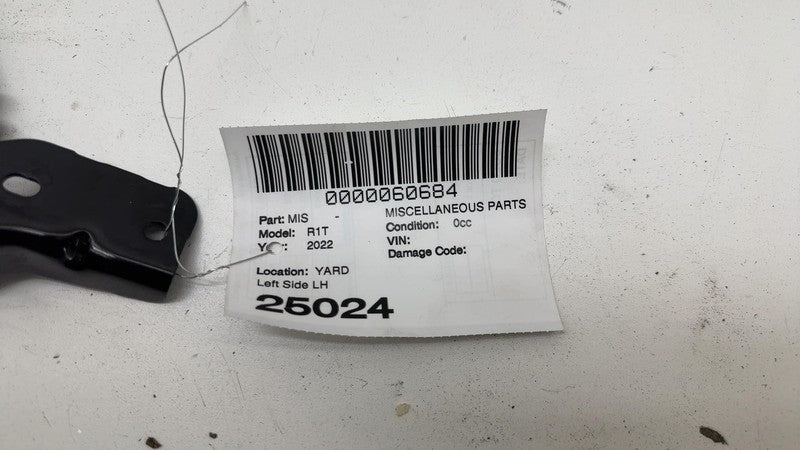 0000060684
Part: MIS - MISCELLANEOUS PARTS
Model: R1T Condition: 0cc
2022 VIN:
Damage Code:
Location: YARD
Left Side LH
25024